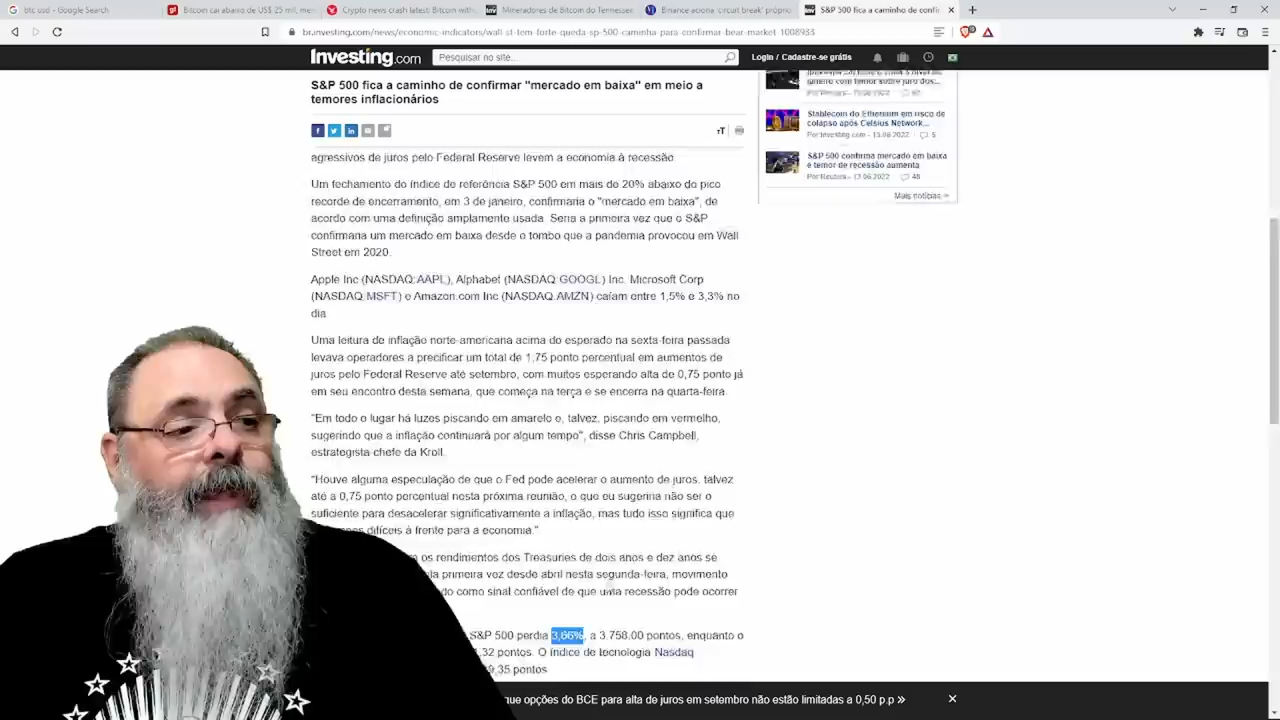 btc usd - Google Search
Bitcoin cai abaixo de US$ 25 mil, men
Crypto news crash latest! Bitcoin with
Mineradores de Bitcoin do Tennessee
Binance aciona 'circuit break' próprio
S&P 500 fica a caminho de confir
br.investing.com/news/economic-indicators/wall-st-tem-forte-queda-sp-500-caminha-para-confirmar-bear-market-1008933
Investing.com
Pesquisar no site...
Login / Cadastre-se grátis
S&P 500 fica a caminho de confirmar "mercado em baixa" em meio a
temores inflacionários
agressivos de juros pelo Federal Reserve levem a economia à recessão
Um fechamento do índice de referência S&P 500 em mais de 20% abaixo do pico
recorde de encerramento, em 3 de janeiro, confirmaria o "mercado em baixa", de
acordo com uma definição amplamente usada. Seria a primeira vez que o S&P
confirmaria um mercado em baixa desde o tombo que a pandemia provocou em Wall
Street em 2020.
Apple Inc (NASDAQ:AAPL), Alphabet (NASDAQ:GOOGL) Inc, Microsoft Corp
(NASDAQ:MSFT) e Amazon.com Inc (NASDAQ:AMZN) caíam entre 1,5% e 3,3% no
dia
Uma leitura de inflação norte-americana acima do esperado na sexta-feira passada
levava operadores a precificar um total de 1,75 ponto percentual em aumentos de
juros pelo Federal Reserve até setembro, com muitos esperando alta de 0,75 ponto já
em seu encontro desta semana, que começa na terça e se encerra na quarta-feira.
"Em todo o lugar há luzes piscando em amarelo e, talvez, piscando em vermelho,
sugerindo que a inflação continuará por algum tempo", disse Chris Campbell,
estrategista-chefe da Kroll.
"Houve alguma especulação de que o Fed pode acelerar o aumento de juros, talvez
até a 0,75 ponto percentual nesta próxima reunião, o que eu sugeriria não ser o
suficiente para desacelerar significativamente a inflação, mas tudo isso significa que
difíceis à frente para a economia."
os rendimentos dos Treasuries de dois anos e dez anos se
primeira vez desde abril nesta segunda-feira, movimento
como sinal confiável de que uma recessão pode ocorrer
S&P 500 perdia 3,66%, a 3.758,00 pontos, enquanto o
,32 pontos. O índice de tecnologia Nasdaq
,35 pontos
Stablecoin do Ethereum em risco de
colapso após Celsius Network...
Por Investing.com - 13.06.2022 5
S&P 500 confirma mercado em baixa
e temor de recessão aumenta
Por Reuters - 13.06.2022 48
Mais notícias »
que opções do BCE para alta de juros em setembro não estão limitadas a 0,50 p.p »